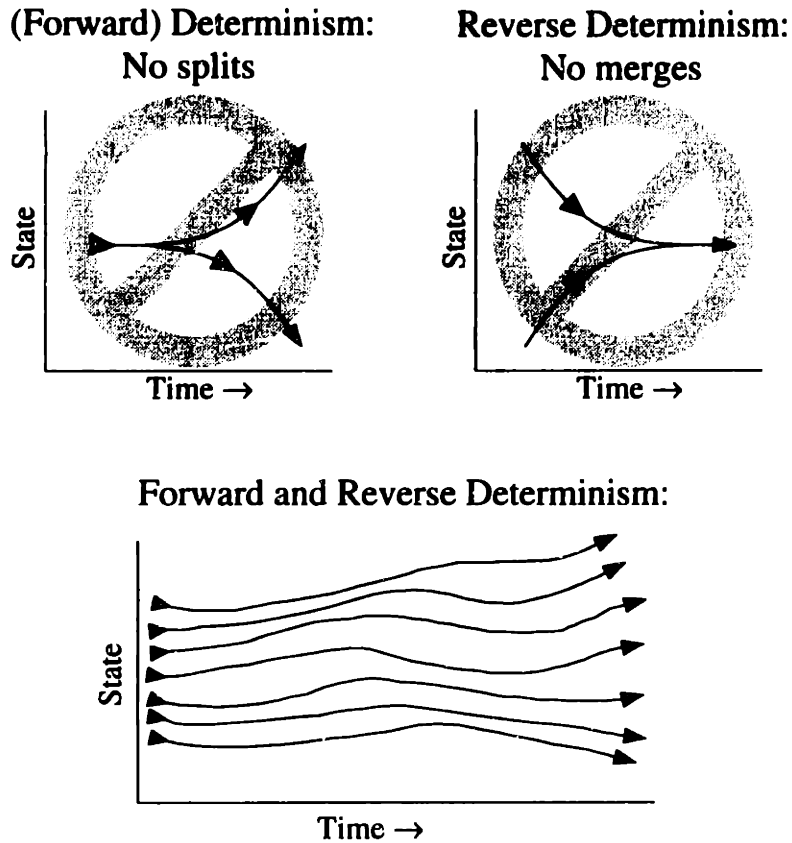 (Forward) Determinism:
No splits
State
Time →
Reverse Determinism:
No merges
State
Time →
Forward and Reverse Determinism:
State
Time →